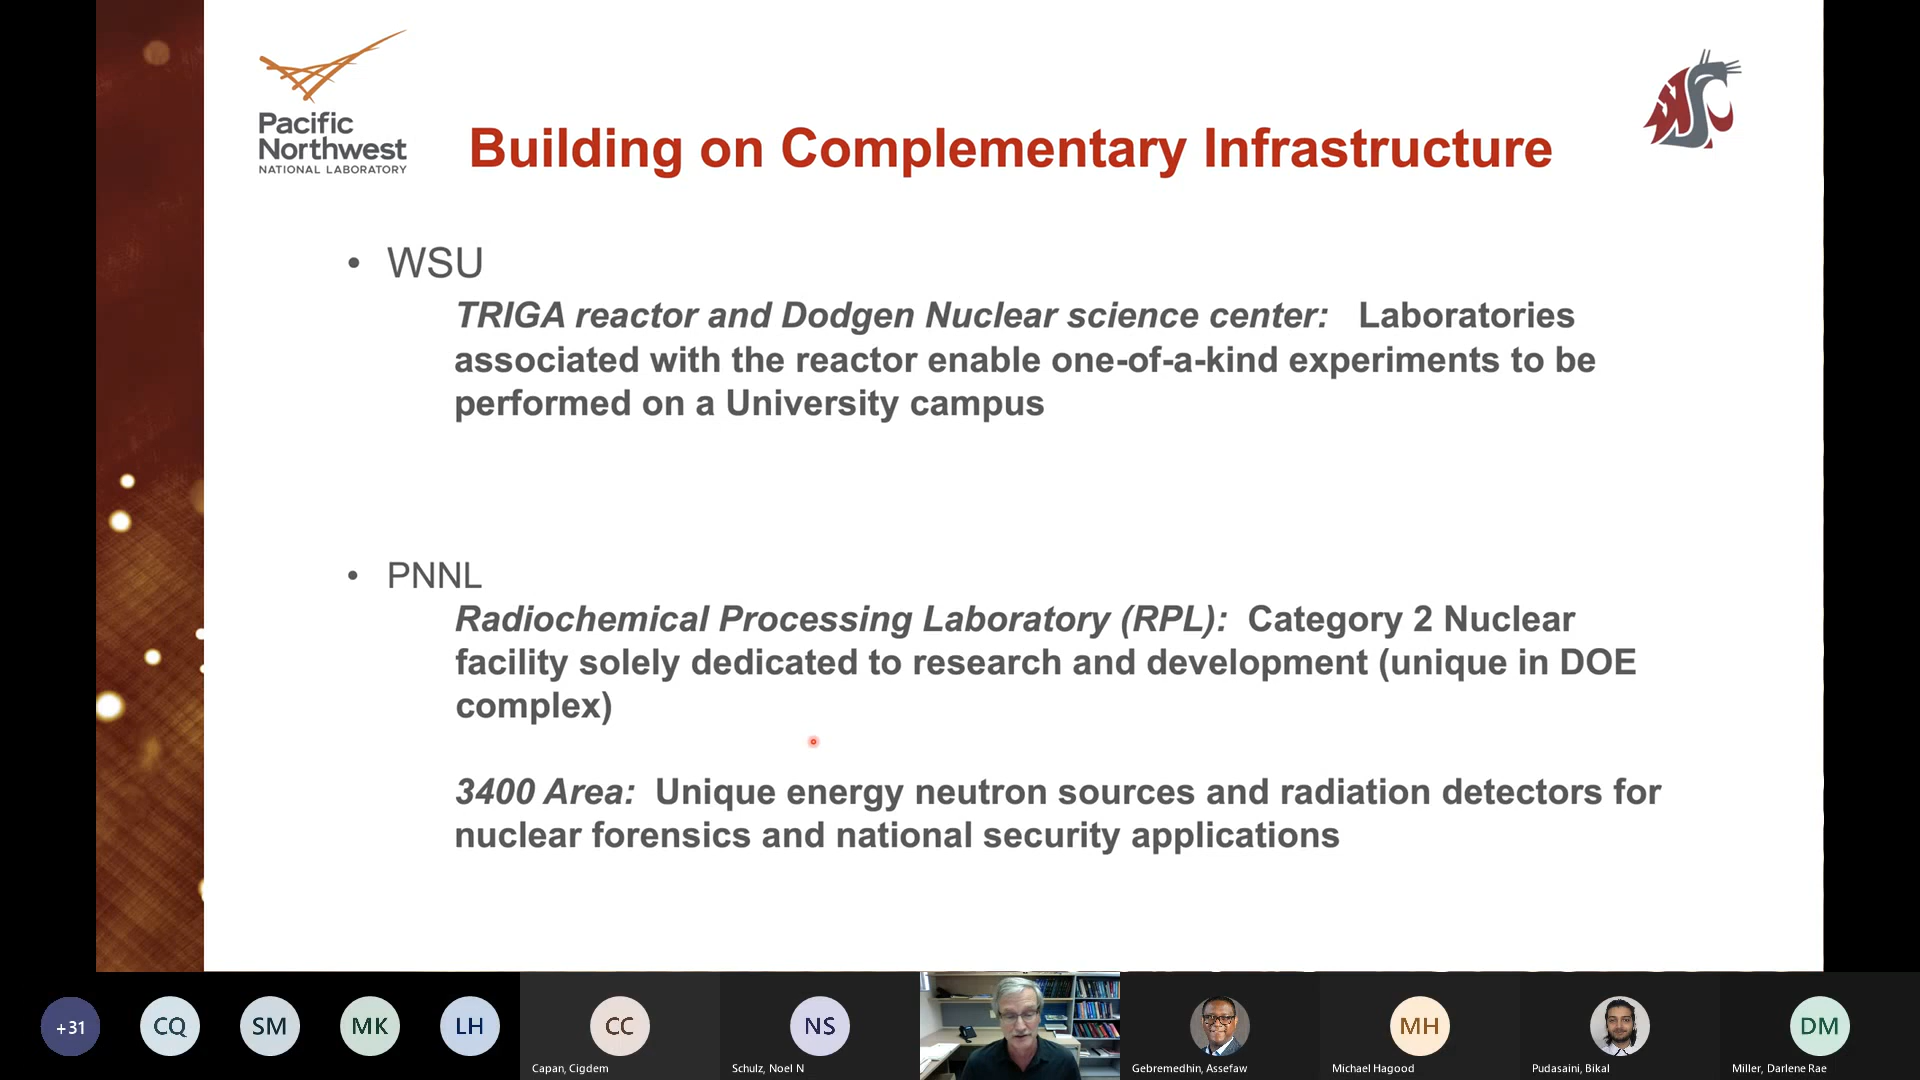 Pacific
Northwest
NATIONAL LABORATORY
Building on Complementary Infrastructure
• WSU
TRIGA reactor and Dodgen Nuclear science center: Laboratories
associated with the reactor enable one-of-a-kind experiments to be
performed on a University campus
• PNNL
Radiochemical Processing Laboratory (RPL): Category 2 Nuclear
facility solely dedicated to research and development (unique in DOE
complex)
3400 Area: Unique energy neutron sources and radiation detectors for
nuclear forensics and national security applications
+31
CQ
SM
MK
LH
CC
NS
MH
DM
Capan, Cigdem
Schulz, Noel N
Gebremedhin, Assefaw
Michael Hagood
Pudasaini, Bikal
Miller, Darlene Rae